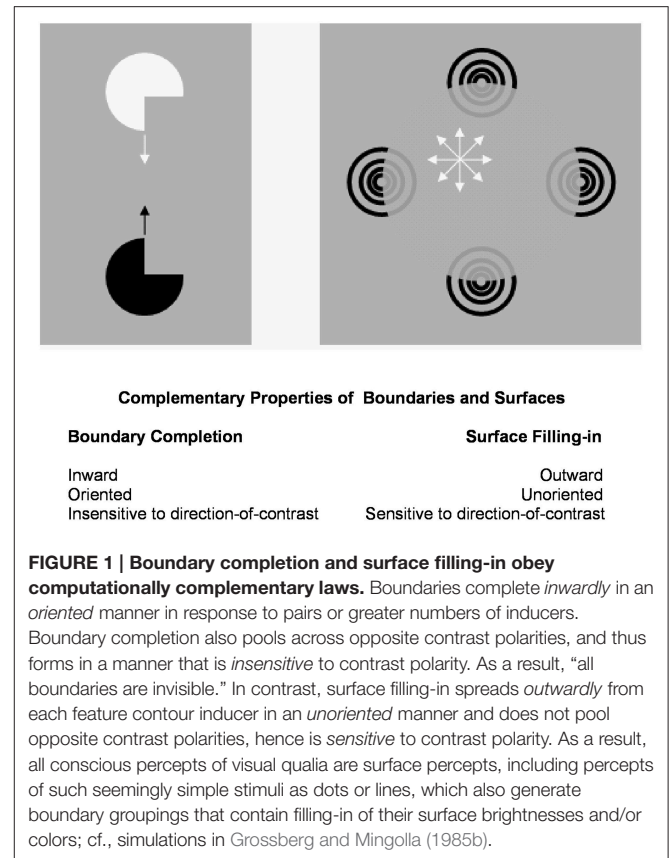 Complementary Properties of Boundaries and Surfaces
Boundary Completion
Surface Filling-in
Inward
Outward
Oriented
Unoriented
Insensitive to direction-of-contrast
Sensitive to direction-of-contrast
FIGURE 1 | Boundary completion and surface filling-in obey
computationally complementary laws. Boundaries complete inwardly in an
oriented manner in response to pairs or greater numbers of inducers.
Boundary completion also pools across opposite contrast polarities, and thus
forms in a manner that is insensitive to contrast polarity. As a result, “all
boundaries are invisible.” In contrast, surface filling-in spreads outwardly from
each feature contour inducer in an unoriented manner and does not pool
opposite contrast polarities, hence is sensitive to contrast polarity. As a result,
all conscious percepts of visual qualia are surface percepts, including percepts
of such seemingly simple stimuli as dots or lines, which also generate
boundary groupings that contain filling-in of their surface brightnesses and/or
colors; cf., simulations in Grossberg and Mingolla (1985b).